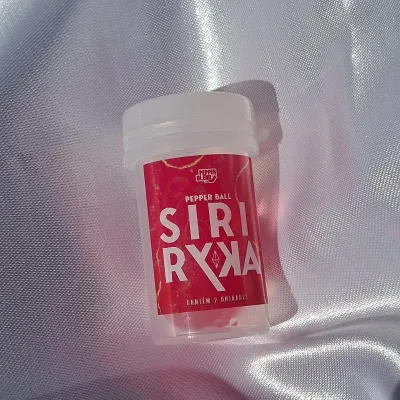 PEPPER BALL
SIRI
RYKA
CONTÉM 2 UNIDADES